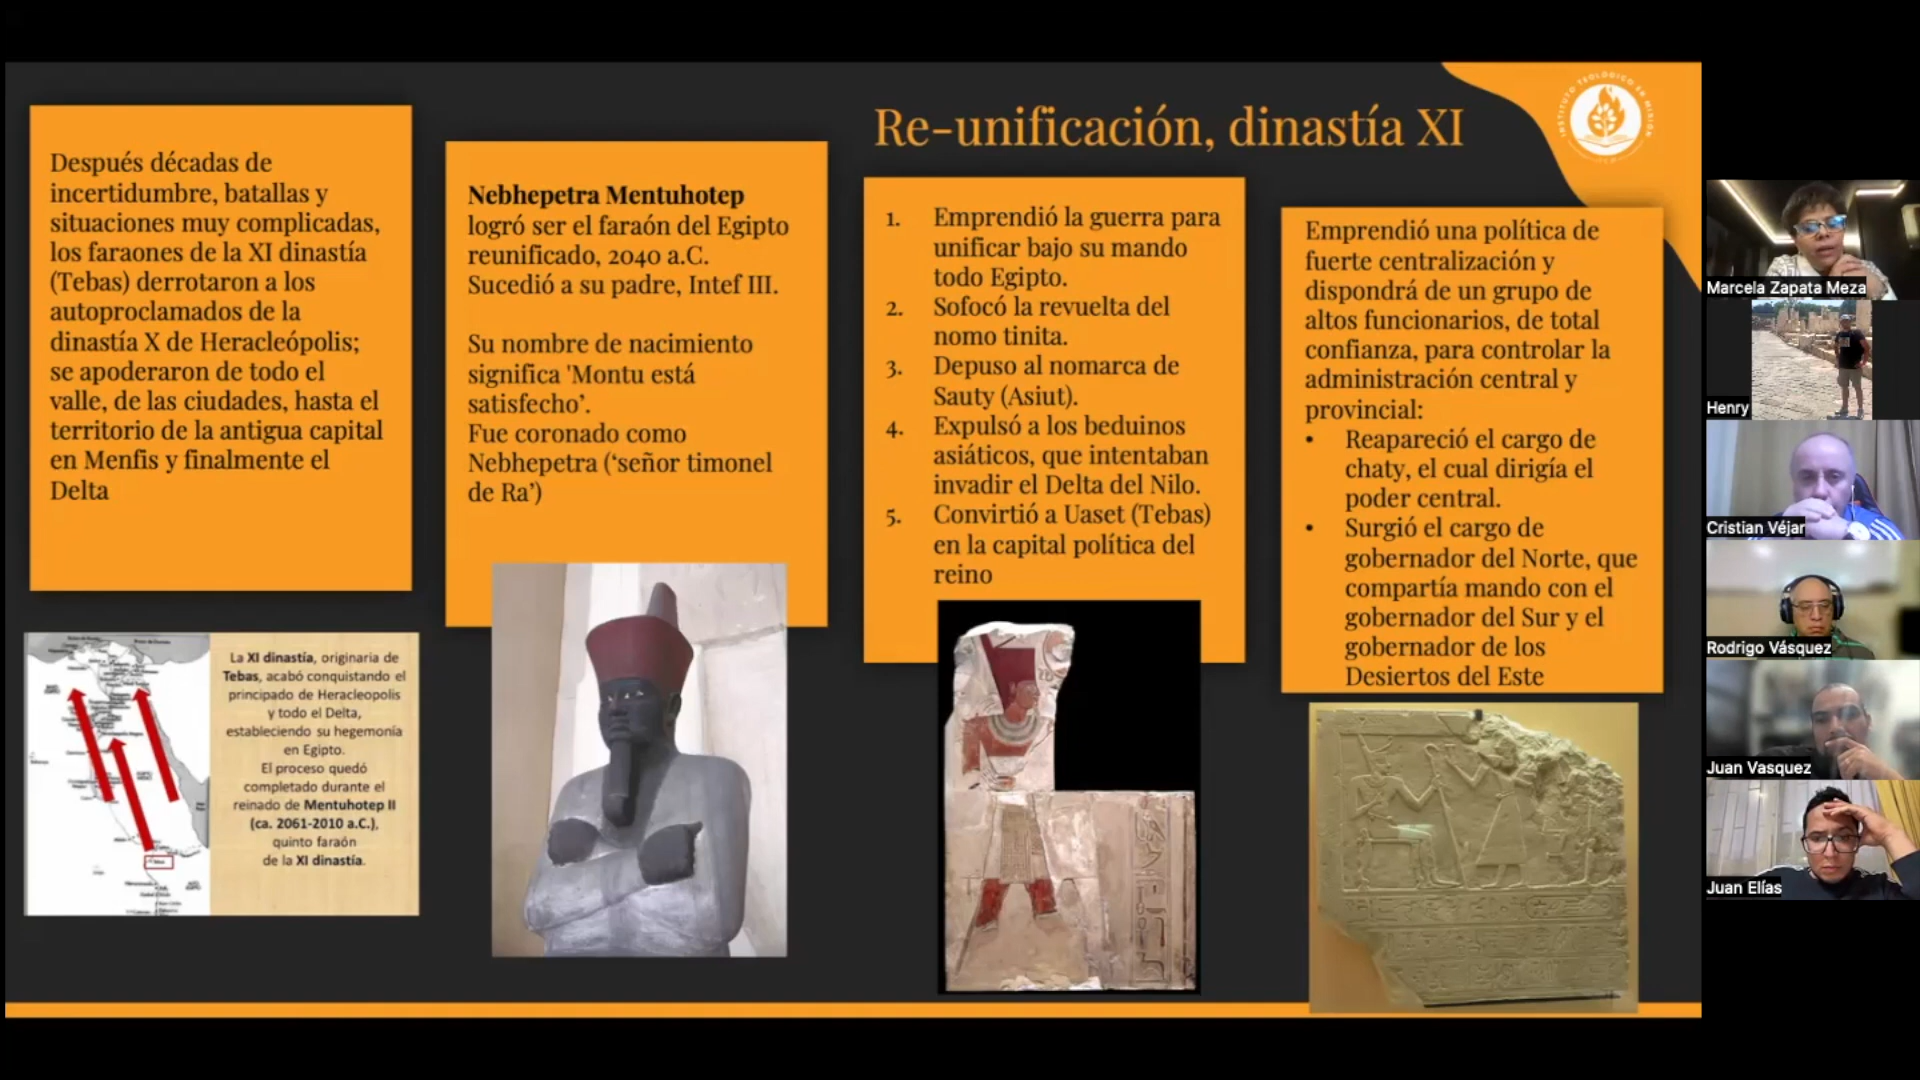 Re-unificación, dinastía XI
INSTITUTO TEOLÓGICO
Después décadas de
incertidumbre, batallas y
situaciones muy complicadas,
los faraones de la XI dinastía
(Tebas) derrotaron a los
autoproclamados de la
dinastía X de Heracleópolis;
se apoderaron de todo el
valle, de las ciudades, hasta el
territorio de la antigua capital
en Menfis y finalmente el
Delta
La XI dinastía, originaria de
Tebas, acabó conquistando el
principado de Heracleopolis
y todo el Delta,
estableciendo su hegemonía
en Egipto.
El proceso quedó
completado durante el
reinado de Mentuhotep II
(ca. 2061-2010 a.C.),
quinto faraón
de la XI dinastía.
Nebhepetra Mentuhotep
logró ser el faraón del Egipto
reunificado, 2040 a.C.
Sucedió a su padre, Intef III.
Su nombre de nacimiento
significa 'Montu está
satisfecho’.
Fue coronado como
Nebhepetra (‘señor timonel
de Ra’)
1. Emprendió la guerra para
unificar bajo su mando
todo Egipto.
2. Sofocó la revuelta del
nomo tinita.
3. Depuso al nomarca de
Sauty (Asiut).
4. Expulsó a los beduinos
asiáticos, que intentaban
invadir el Delta del Nilo.
5. Convirtió a Uaset (Tebas)
en la capital política del
reino
Emprendió una política de
fuerte centralización y
dispondrá de un grupo de
altos funcionarios, de total
confianza, para controlar la
administración central y
provincial:
• Reapareció el cargo de
chaty, el cual dirigía el
poder central.
• Surgió el cargo de
gobernador del Norte, que
compartía mando con el
gobernador del Sur y el
gobernador de los
Desiertos del Este
Marcela Zapata Meza
Henry
Cristian Véjar
Rodrigo Vásquez
Juan Vasquez
Juan Elías